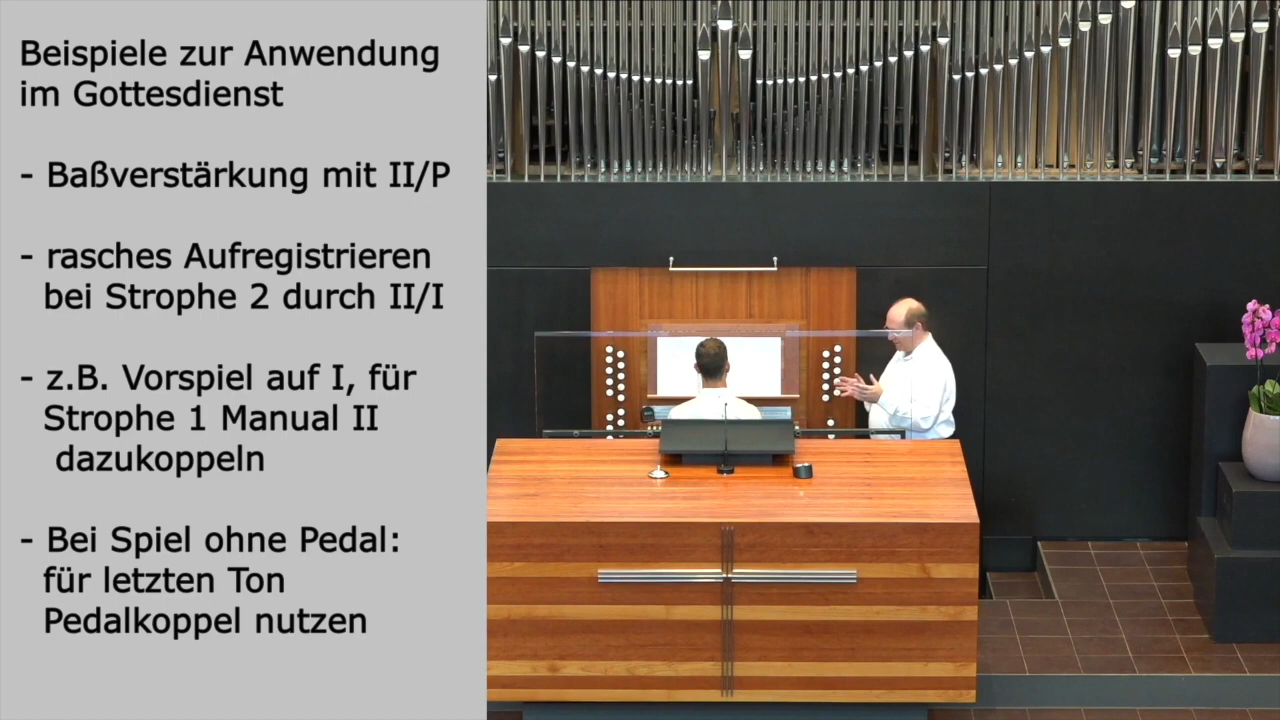 Beispiele zur Anwendung
im Gottesdienst
- Baßverstärkung mit II/P
- rasches Aufregistrieren
bei Strophe 2 durch II/I
- z.B. Vorspiel auf I, für
Strophe 1 Manual II
dazukoppeln
- Bei Spiel ohne Pedal:
für letzten Ton
Pedalkoppel nutzen